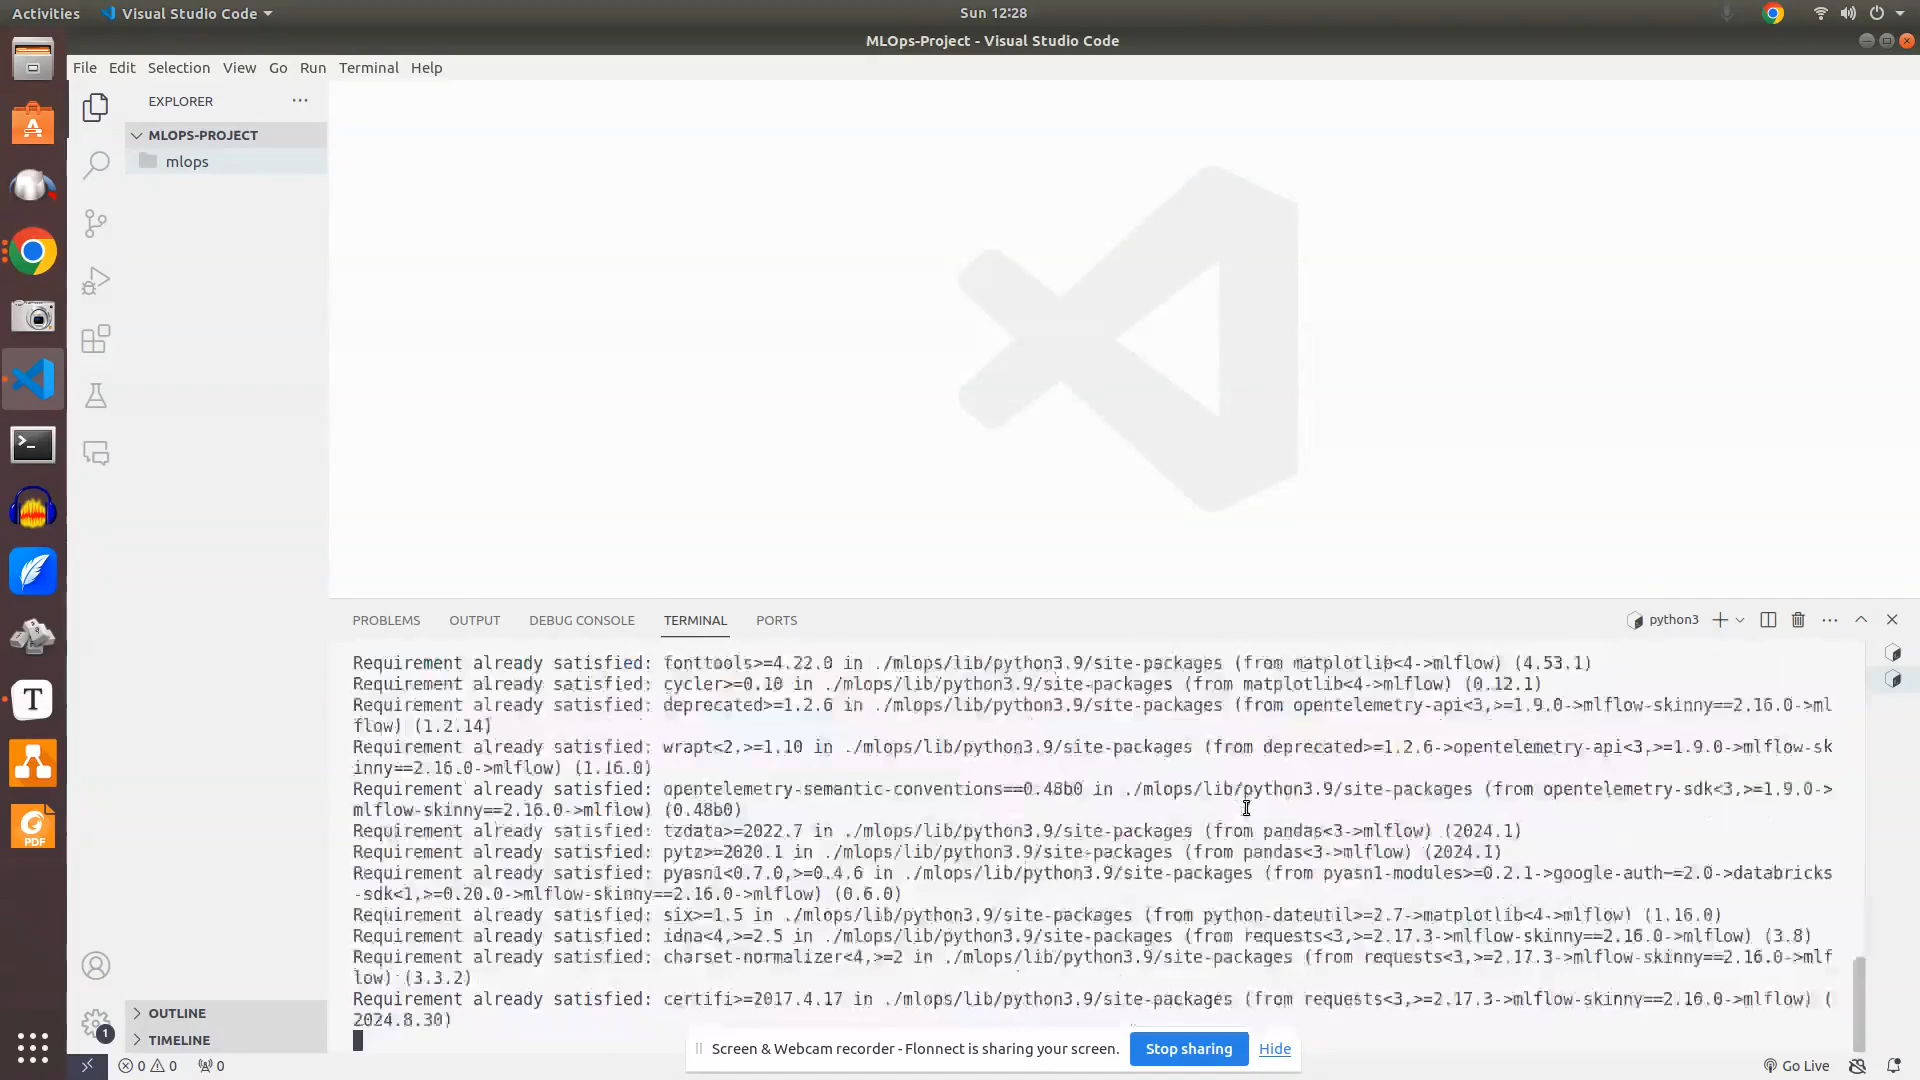 Activities Visual Studio Code Sun 12:28
MLOps-Project - Visual Studio Code
File Edit Selection View Go Run Terminal Help
EXPLORER
MLOPS-PROJECT
mlops
PROBLEMS OUTPUT DEBUG CONSOLE TERMINAL PORTS python3
Requirement already satisfied: fonttools>=4.22.0 in ./mlops/lib/python3.9/site-packages (from matplotlib<4->mlflow) (4.53.1)
Requirement already satisfied: cycler>=0.10 in ./mlops/lib/python3.9/site-packages (from matplotlib<4->mlflow) (0.12.1)
Requirement already satisfied: deprecated>=1.2.6 in ./mlops/lib/python3.9/site-packages (from opentelemetry-api<3,>=1.9.0->mlflow-skinny==2.16.0->ml
flow) (1.2.14)
Requirement already satisfied: wrapt<2,>=1.10 in ./mlops/lib/python3.9/site-packages (from deprecated>=1.2.6->opentelemetry-api<3,>=1.9.0->mlflow-sk
inny==2.16.0->mlflow) (1.16.0)
Requirement already satisfied: opentelemetry-semantic-conventions==0.48b0 in ./mlops/lib/python3.9/site-packages (from opentelemetry-sdk<3,>=1.9.0->
mlflow-skinny==2.16.0->mlflow) (0.48b0)
Requirement already satisfied: tzdata>=2022.7 in ./mlops/lib/python3.9/site-packages (from pandas<3->mlflow) (2024.1)
Requirement already satisfied: pytz>=2020.1 in ./mlops/lib/python3.9/site-packages (from pandas<3->mlflow) (2024.1)
Requirement already satisfied: pyasn1<0.7.0,>=0.4.6 in ./mlops/lib/python3.9/site-packages (from pyasn1-modules>=0.2.1->google-auth~=2.0->databricks
-sdk<1,>=0.20.0->mlflow-skinny==2.16.0->mlflow) (0.6.0)
Requirement already satisfied: six>=1.5 in ./mlops/lib/python3.9/site-packages (from python-dateutil>=2.7->matplotlib<4->mlflow) (1.16.0)
Requirement already satisfied: idna<4,>=2.5 in ./mlops/lib/python3.9/site-packages (from requests<3,>=2.17.3->mlflow-skinny==2.16.0->mlflow) (3.8)
Requirement already satisfied: charset-normalizer<4,>=2 in ./mlops/lib/python3.9/site-packages (from requests<3,>=2.17.3->mlflow-skinny==2.16.0->mlf
low) (3.3.2)
Requirement already satisfied: certifi>=2017.4.17 in ./mlops/lib/python3.9/site-packages (from requests<3,>=2.17.3->mlflow-skinny==2.16.0->mlflow) (
2024.8.30)
OUTLINE
TIMELINE
1
Screen & Webcam recorder - Flonnect is sharing your screen. Stop sharing Hide
0 0 0 Go Live
T
PDF